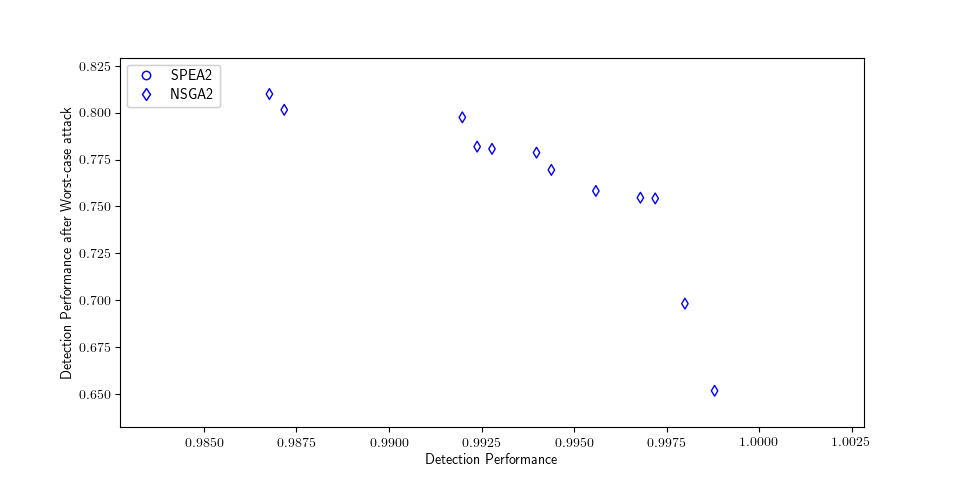 SPEA2
NSGA2
0.825
0.800
0.775
0.750
0.725
0.700
0.675
0.650
Detection Performance after Worst-case attack
0.9850 0.9875 0.9900 0.9925 0.9950 0.9975 1.0000 1.0025
Detection Performance